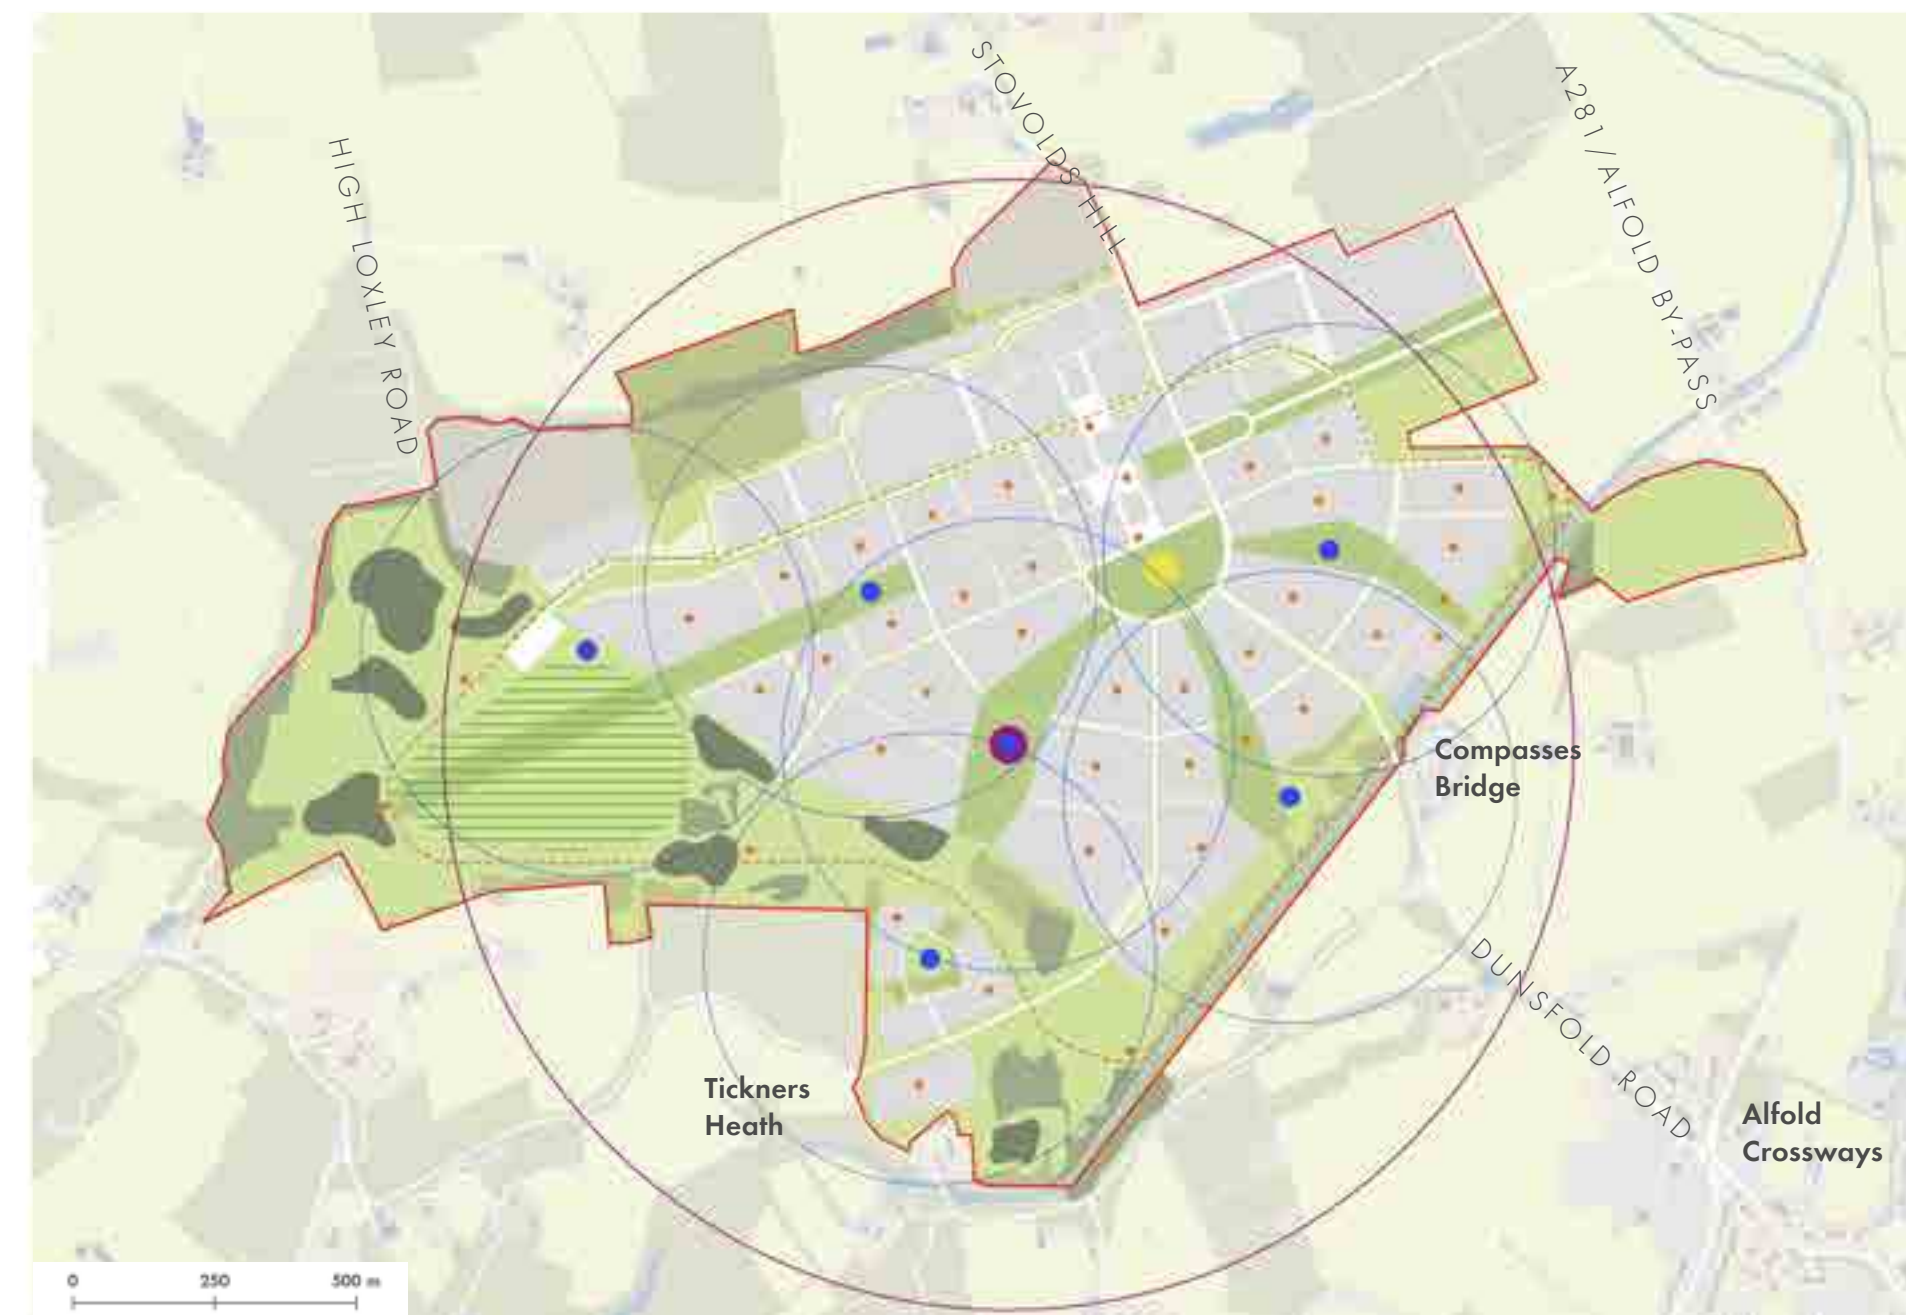 STOVOLDS HILL
A281 / ALFOLD BY-PASS
HIGH LOXLEY ROAD
Compasses
Bridge
DUNSFOLD ROAD
Tickners
Heath
Alfold
Crossways
0 250 500 m